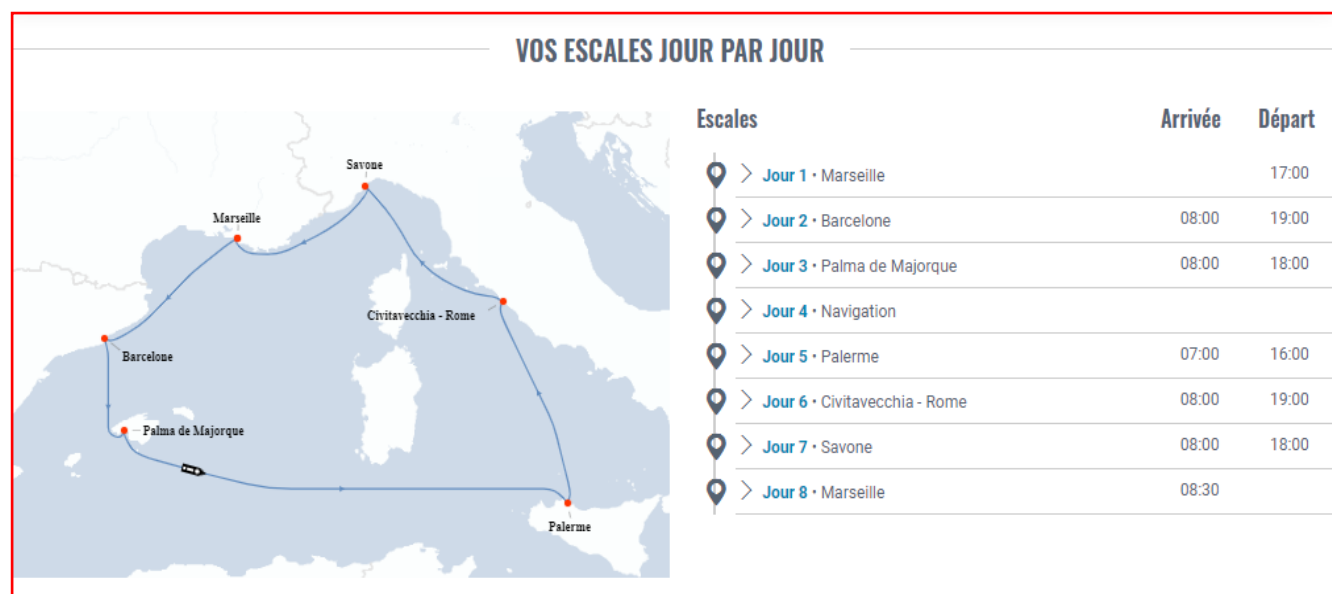 VOS ESCALES JOUR PAR JOUR
Savone
Marseille
Civitavecchia - Rome
Barcelone
Palma de Majorque
Palerme
Escales Arrivée Départ
Jour 1 • Marseille 17:00
Jour 2 • Barcelone 08:00 19:00
Jour 3 • Palma de Majorque 08:00 18:00
Jour 4 • Navigation
Jour 5 • Palerme 07:00 16:00
Jour 6 • Civitavecchia - Rome 08:00 19:00
Jour 7 • Savone 08:00 18:00
Jour 8 • Marseille 08:30